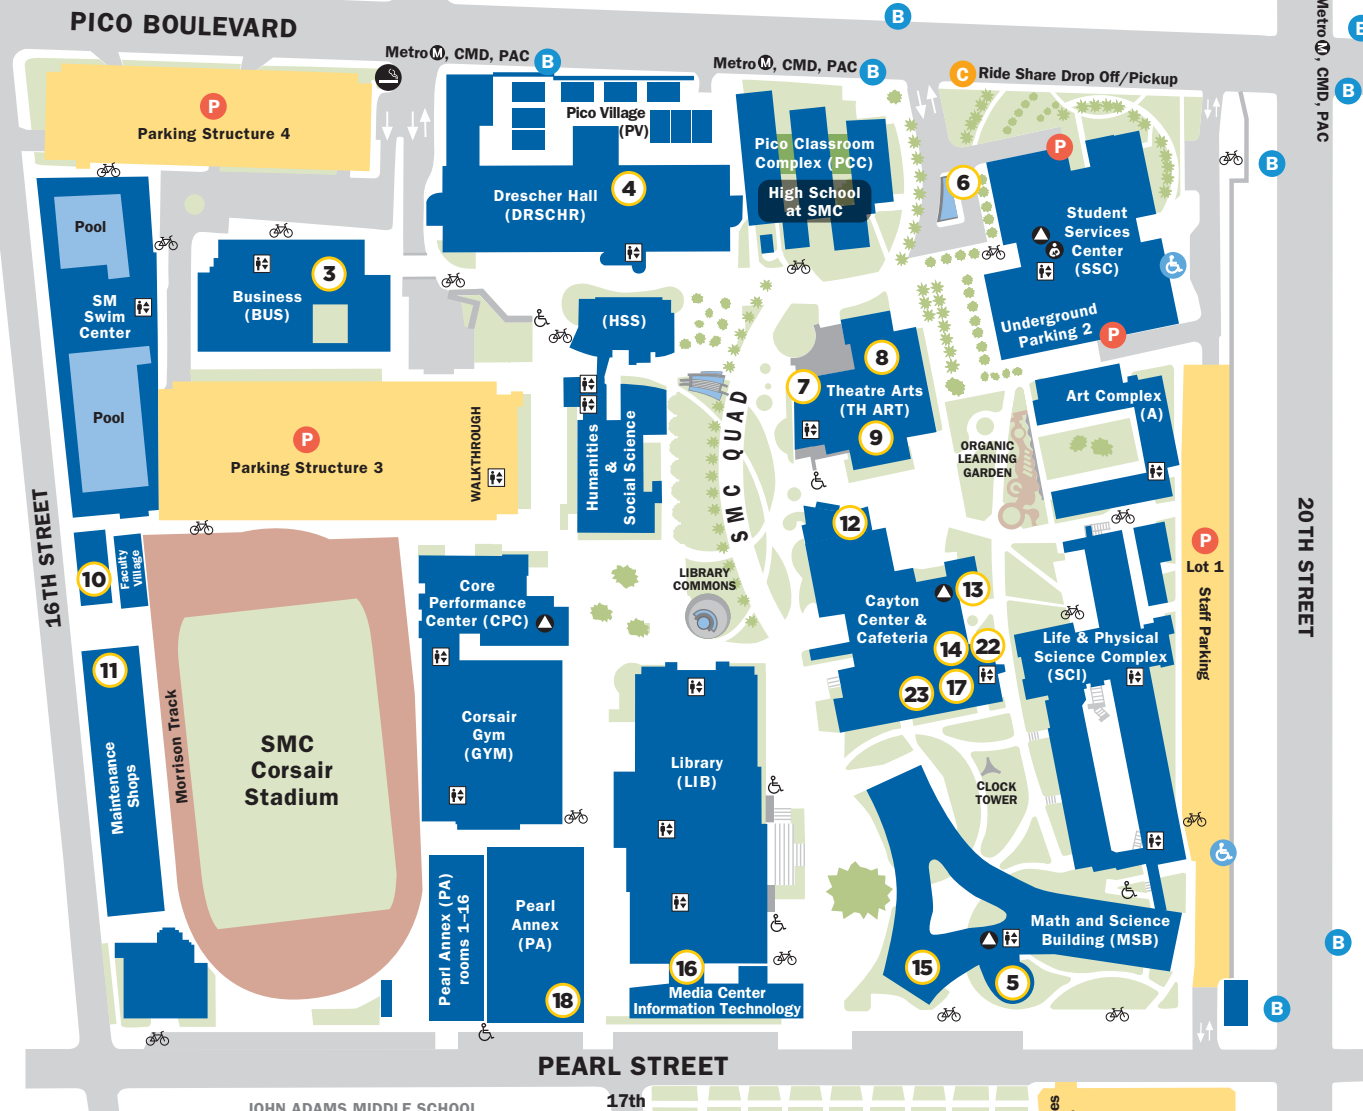 PICO BOULEVARD
Metro M, CMD, PAC B
Metro M, CMD, PAC B
B
C Ride Share Drop Off/Pickup
Metro M, CMD, PAC
B
B
B
P
Parking Structure 4
Pico Village
(PV)
Drescher Hall
(DRSCHR)
4
Pico Classroom
Complex (PCC)
High School
at SMC
6
P
Student
Services
Center
(SSC)
Underground
Parking 2
P
Pool
SM
Swim
Center
Pool
3
Business
(BUS)
(HSS)
Humanities
&
Social Science
P
Parking Structure 3
WALKTHROUGH
SMC QUAD
8
7
Theatre Arts
(TH ART)
9
ORGANIC
LEARNING
GARDEN
Art Complex
(A)
16TH STREET
20TH STREET
10
Faculty
Village
11
Maintenance
Shops
Morrison Track
SMC
Corsair
Stadium
Core
Performance
Center (CPC)
Corsair
Gym
(GYM)
LIBRARY
COMMONS
12
13
Cayton
Center &
Cafeteria
14
22
23
17
Life & Physical
Science Complex
(SCI)
P
Lot 1
Staff Parking
Library
(LIB)
CLOCK
TOWER
Pearl Annex (PA)
rooms 1–16
Pearl
Annex
(PA)
18
16
Media Center
Information Technology
Math and Science
Building (MSB)
15
5
B
B
PEARL STREET
JOHN ADAMS MIDDLE SCHOOL
17th